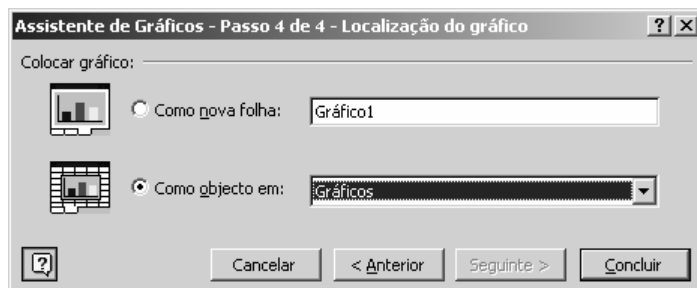 Assistente de Gráficos - Passo 4 de 4 - Localização do gráfico
Colocar gráfico:
Como nova folha: Gráfico1
Como objecto em: Gráficos
Cancelar < Anterior Seguinte > Concluir